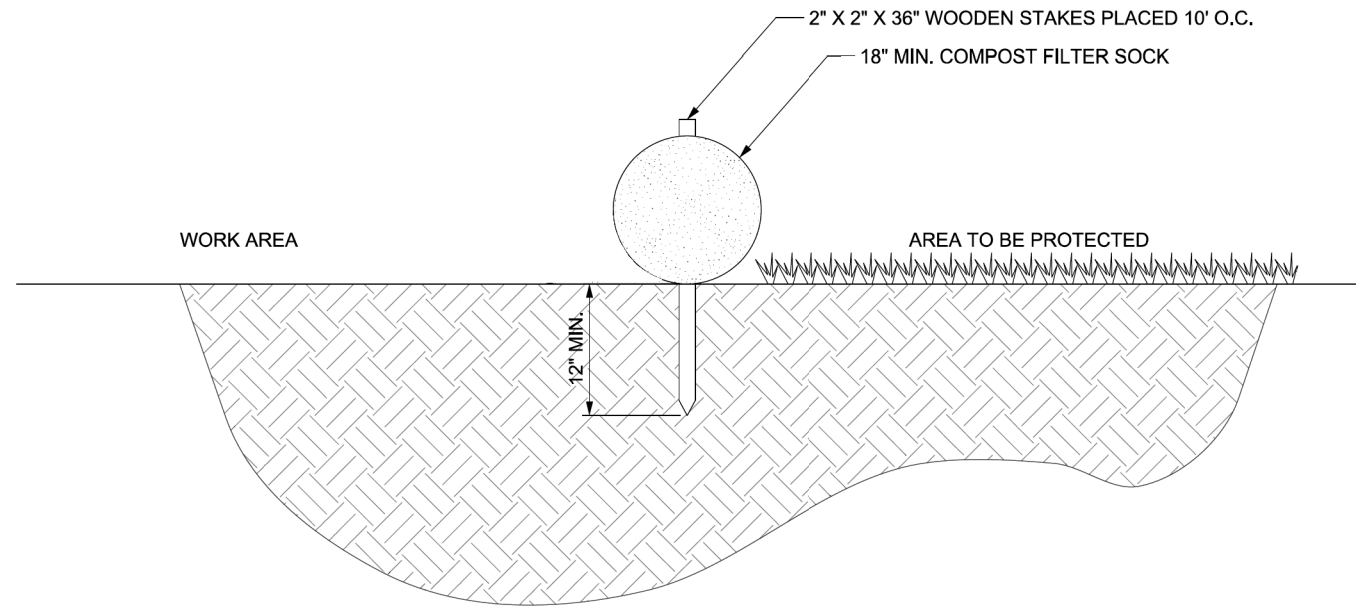 2" X 2" X 36" WOODEN STAKES PLACED 10' O.C.
18" MIN. COMPOST FILTER SOCK
WORK AREA
AREA TO BE PROTECTED
12" MIN.